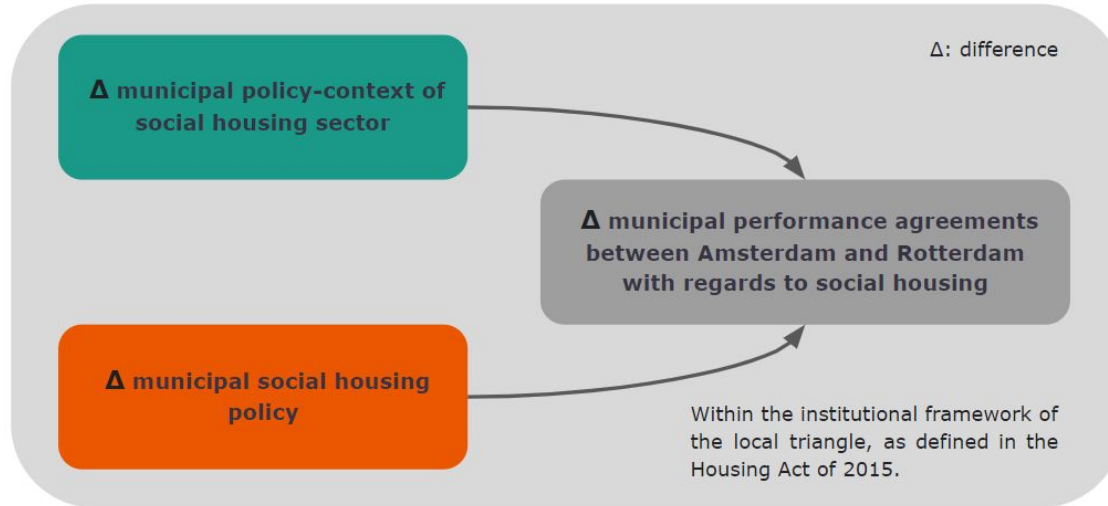 Δ municipal policy-context of
social housing sector
Δ: difference
Δ municipal performance agreements
between Amsterdam and Rotterdam
with regards to social housing
Δ municipal social housing
policy
Within the institutional framework of
the local triangle, as defined in the
Housing Act of 2015.